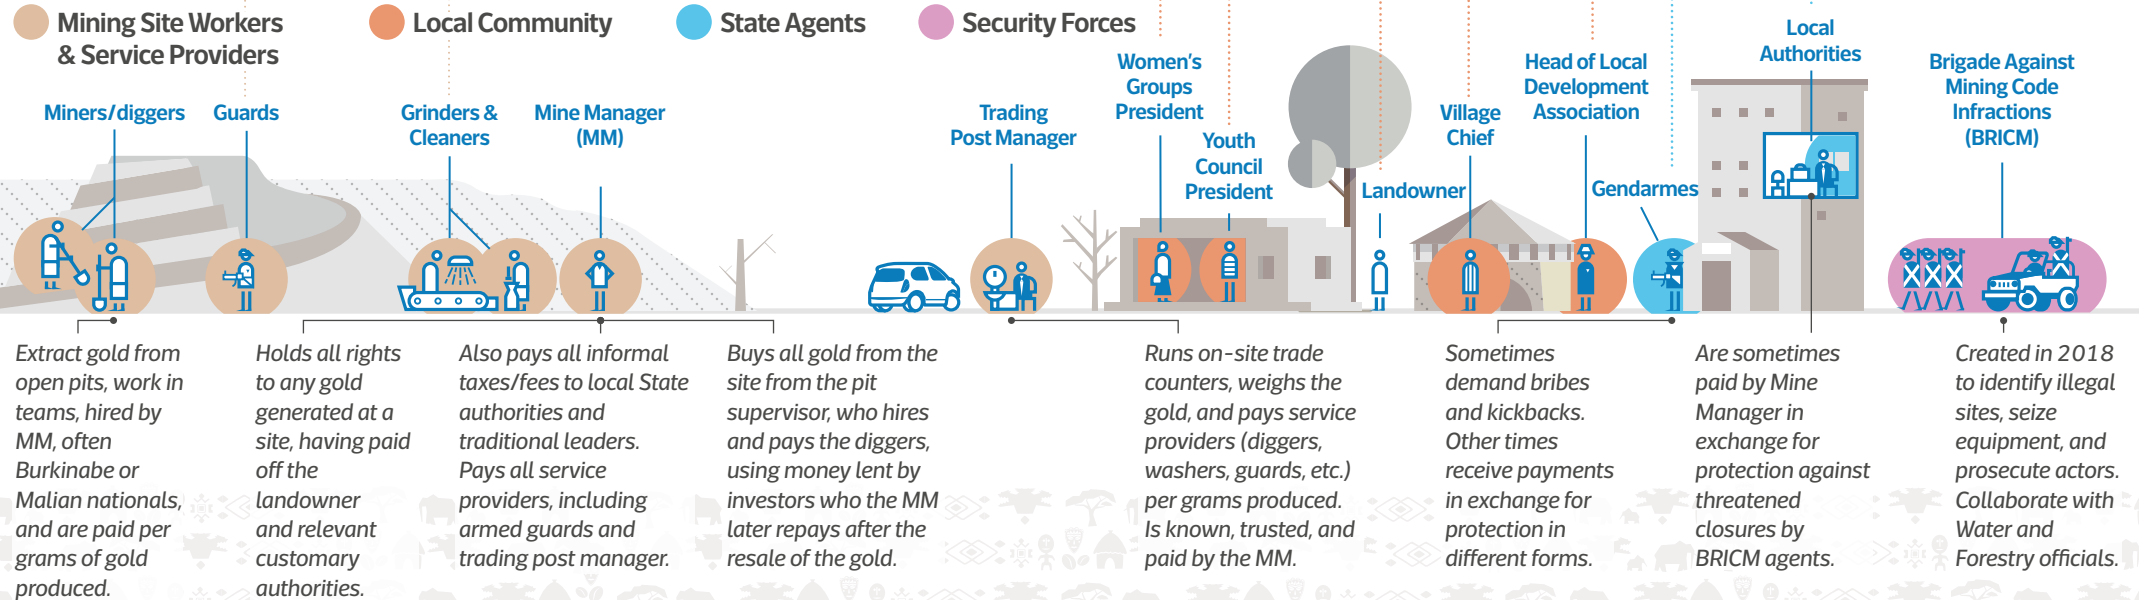 Mining Site Workers
& Service Providers
Local Community
State Agents
Security Forces
Miners/diggers
Guards
Grinders &
Cleaners
Mine Manager
(MM)
Trading
Post Manager
Women's
Groups
President
Youth
Council
President
Landowner
Village
Chief
Head of Local
Development
Association
Gendarmes
Local
Authorities
Brigade Against
Mining Code
Infractions
(BRICM)
Extract gold from
open pits, work in
teams, hired by
MM, often
Burkinabe or
Malian nationals,
and are paid per
grams of gold
produced.
Holds all rights
to any gold
generated at a
site, having paid
off the
landowner
and relevant
customary
authorities.
Also pays all informal
taxes/fees to local State
authorities and
traditional leaders.
Pays all service
providers, including
armed guards and
trading post manager.
Buys all gold from the
site from the pit
supervisor, who hires
and pays the diggers,
using money lent by
investors who the MM
later repays after the
resale of the gold.
Runs on-site trade
counters, weighs the
gold, and pays service
providers (diggers,
washers, guards, etc.)
per grams produced.
Is known, trusted, and
paid by the MM.
Sometimes
demand bribes
and kickbacks.
Other times
receive payments
in exchange for
protection in
different forms.
Are sometimes
paid by Mine
Manager in
exchange for
protection against
threatened
closures by
BRICM agents.
Created in 2018
to identify illegal
sites, seize
equipment, and
prosecute actors.
Collaborate with
Water and
Forestry officials.